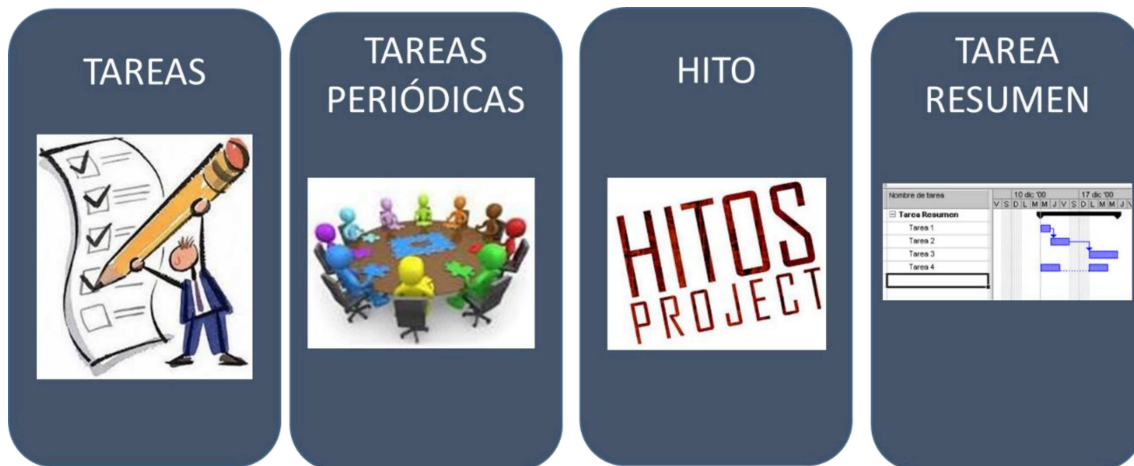 TAREAS
TAREAS
PERIÓDICAS
HITO
HITOS
PROJECT
TAREA
RESUMEN
Nombre de tarea
10 dic '00
17 dic '00
V S D L M M J V S D L M M J V
Tarea Resumen
Tarea 1
Tarea 2
Tarea 3
Tarea 4